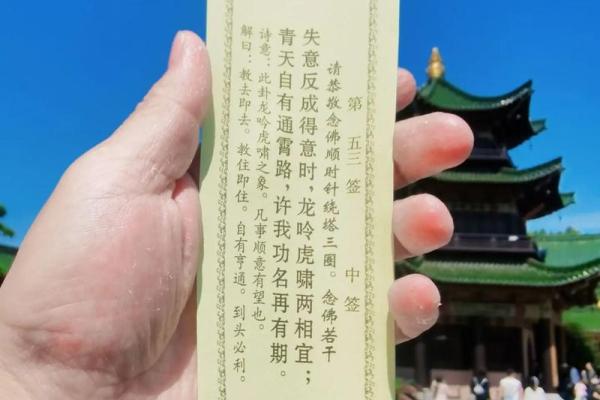 第五三签 中签
请恭敬念佛顺时针绕塔三圈。念佛若干
失意反成得意时，龙吟虎啸两相宜；
青天自有通霄路，许我功名再有期。
诗意：此卦龙吟虎啸之象。凡事顺意有望也。
解曰：教去即去。教住即住。自有亨通。到头必利。